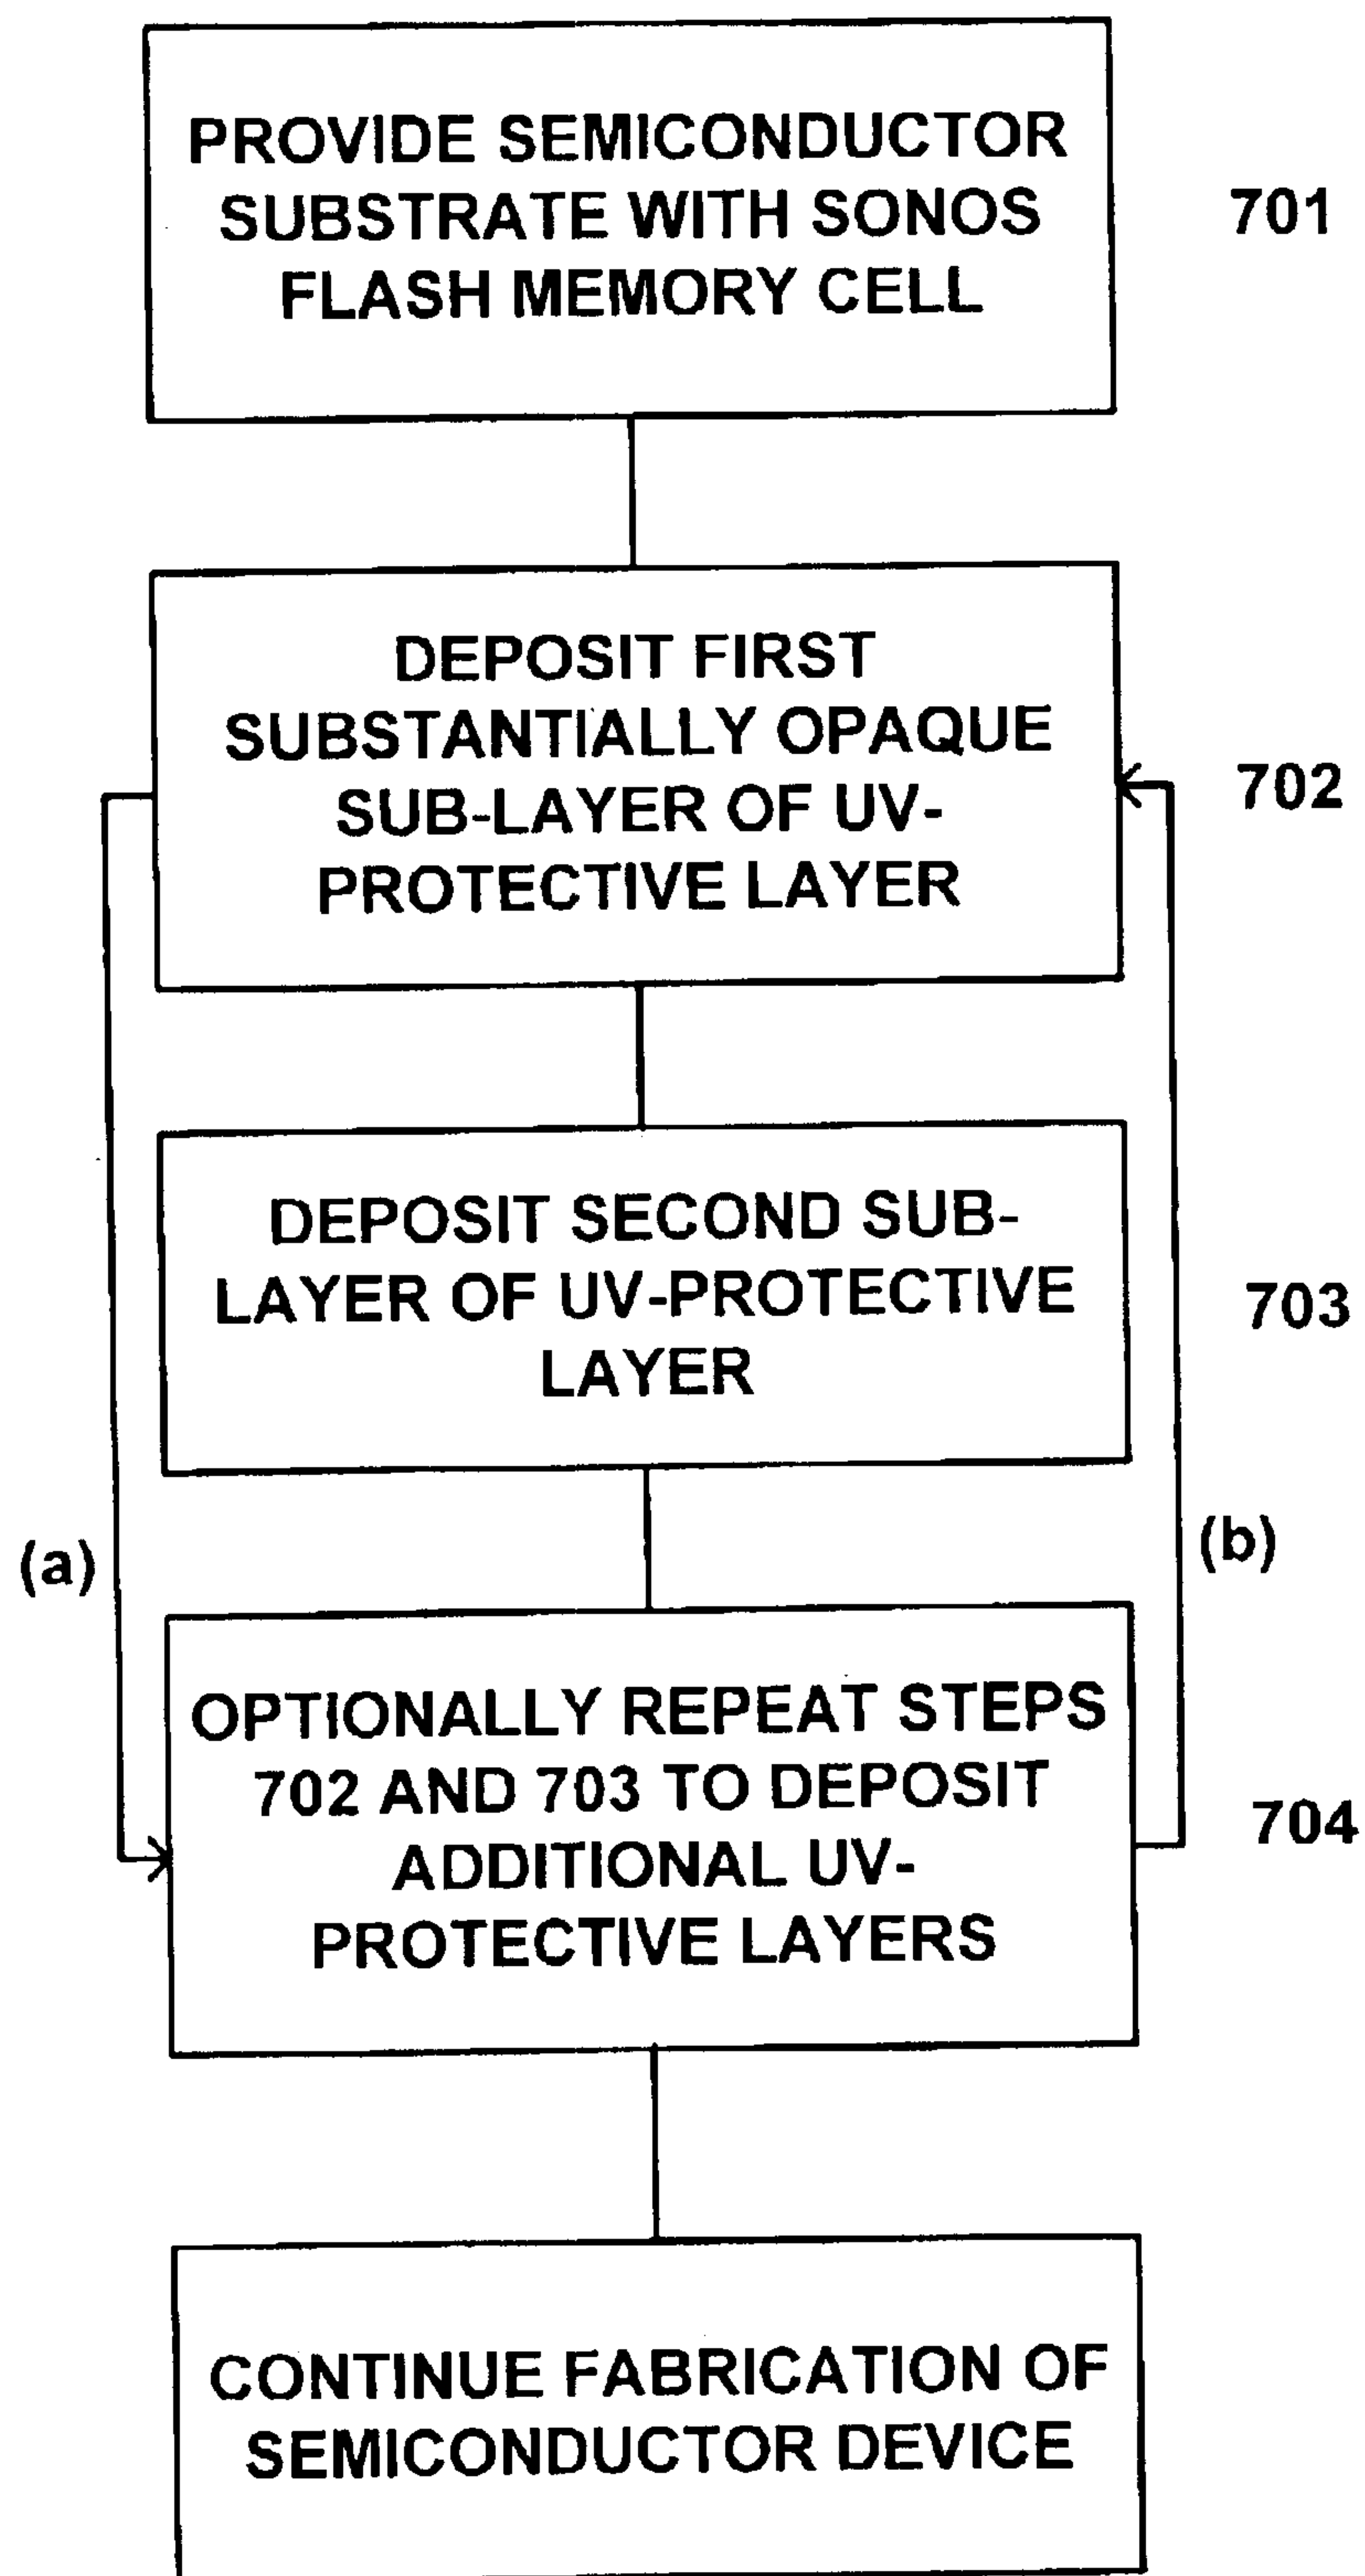 PROVIDE SEMICONDUCTOR
SUBSTRATE WITH SONOS
FLASH MEMORY CELL
701
DEPOSIT FIRST
SUBSTANTIALLY OPAQUE
SUB-LAYER OF UV-
PROTECTIVE LAYER
702
DEPOSIT SECOND SUB-
LAYER OF UV-PROTECTIVE
LAYER
703
(a)
(b)
OPTIONALLY REPEAT STEPS
702 AND 703 TO DEPOSIT
ADDITIONAL UV-
PROTECTIVE LAYERS
704
CONTINUE FABRICATION OF
SEMICONDUCTOR DEVICE